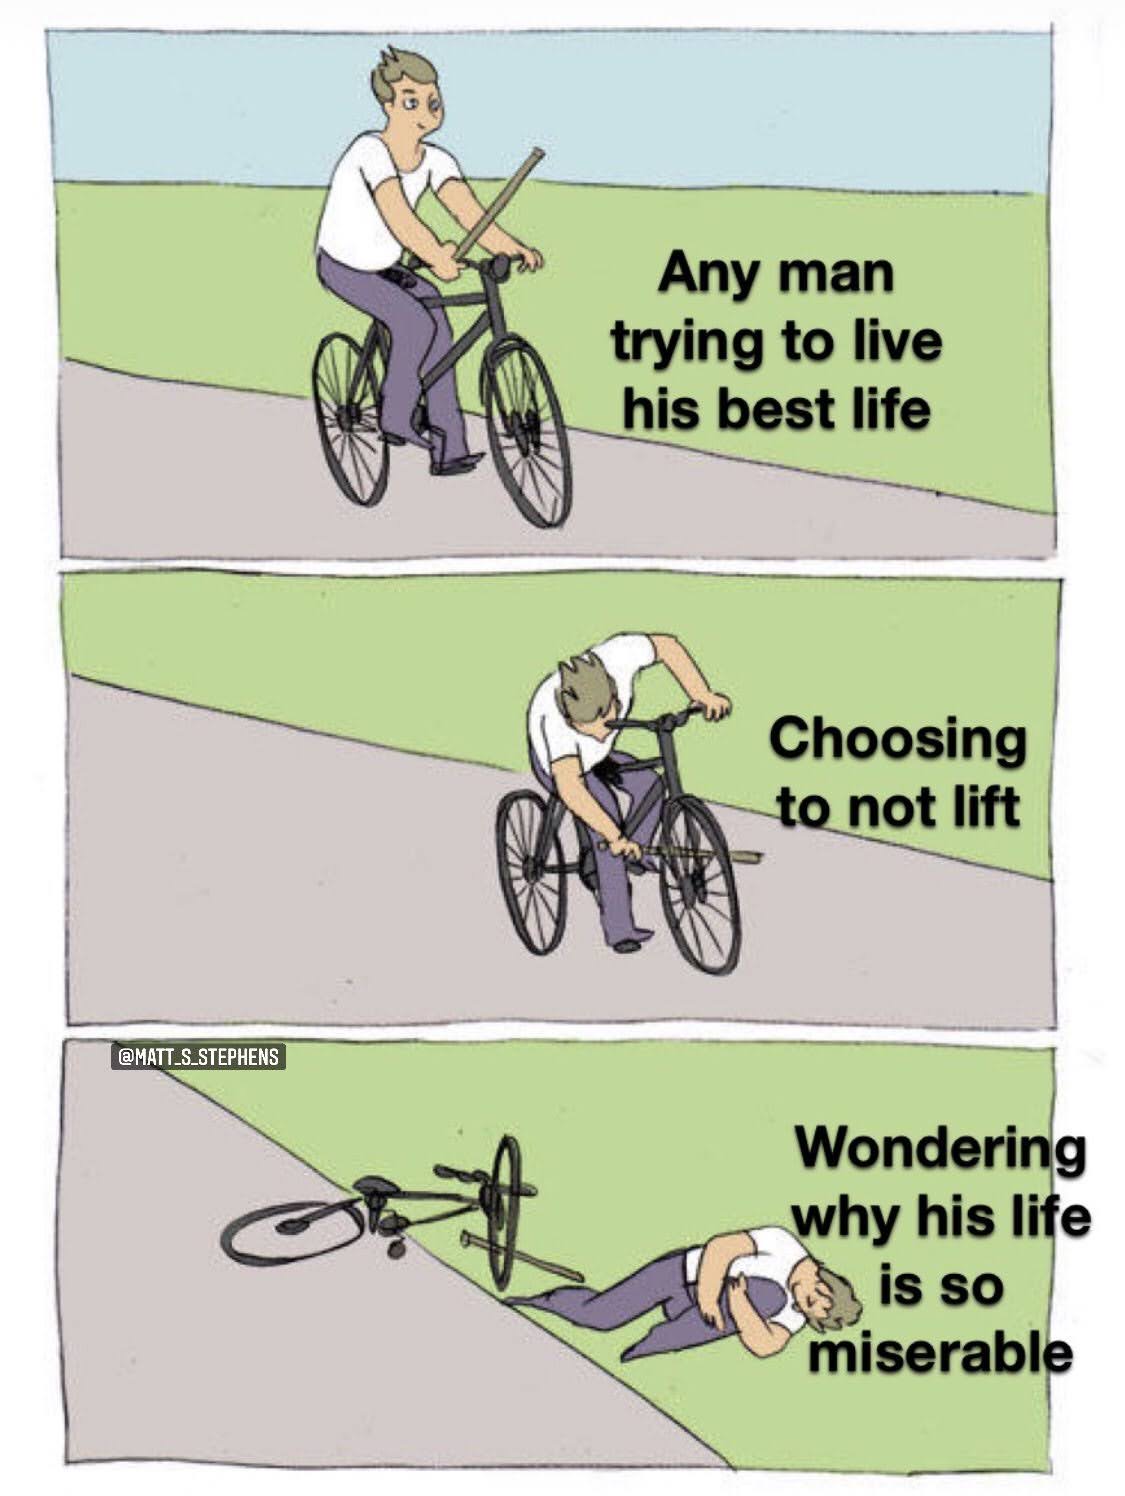 Any man
trying to live
his best life
Choosing
to not lift
@MATT_S_STEPHENS
Wondering
why his life
is so
miserable